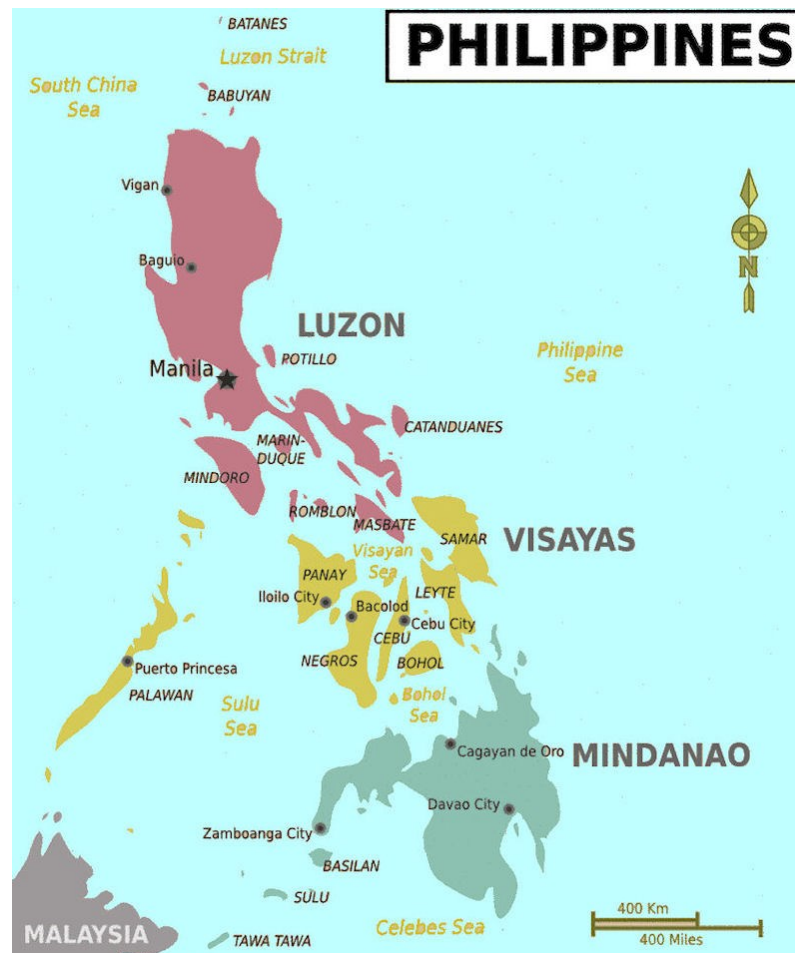 BATANES
PHILIPPINES
Luzon Strait
South China
Sea
BABUYAN
Vigan
Baguio
N
LUZON
Philippine
Sea
POTILLO
Manila
CATANDUANES
MARIN-
DUQUE
MINDORO
ROMBLON
MASBATE
SAMAR
VISAYAS
Visayan
Sea
PANAY
LEYTE
Iloilo City
Bacolod
Cebu City
CEBU
NEGROS
BOHOL
Puerto Princesa
PALAWAN
Sulu
Sea
Bohol
Sea
Cagayan de Oro
MINDANAO
Davao City
Zamboanga City
BASILAN
SULU
400 Km
Celebes Sea
400 Miles
MALAYSIA
TAWA TAWA